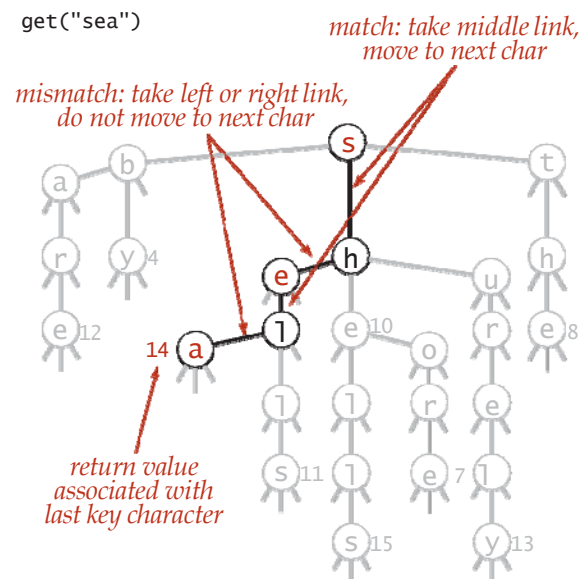 get("sea")
match: take middle link,
move to next char
mismatch: take left or right link,
do not move to next char
s
b
t
a
r
y 4
h
h
e
u
e 12
14 a
l
e 10
o
r
e 8
l
l
r
e
s 11
l
e 7
l
s 15
y 13
return value
associated with
last key character